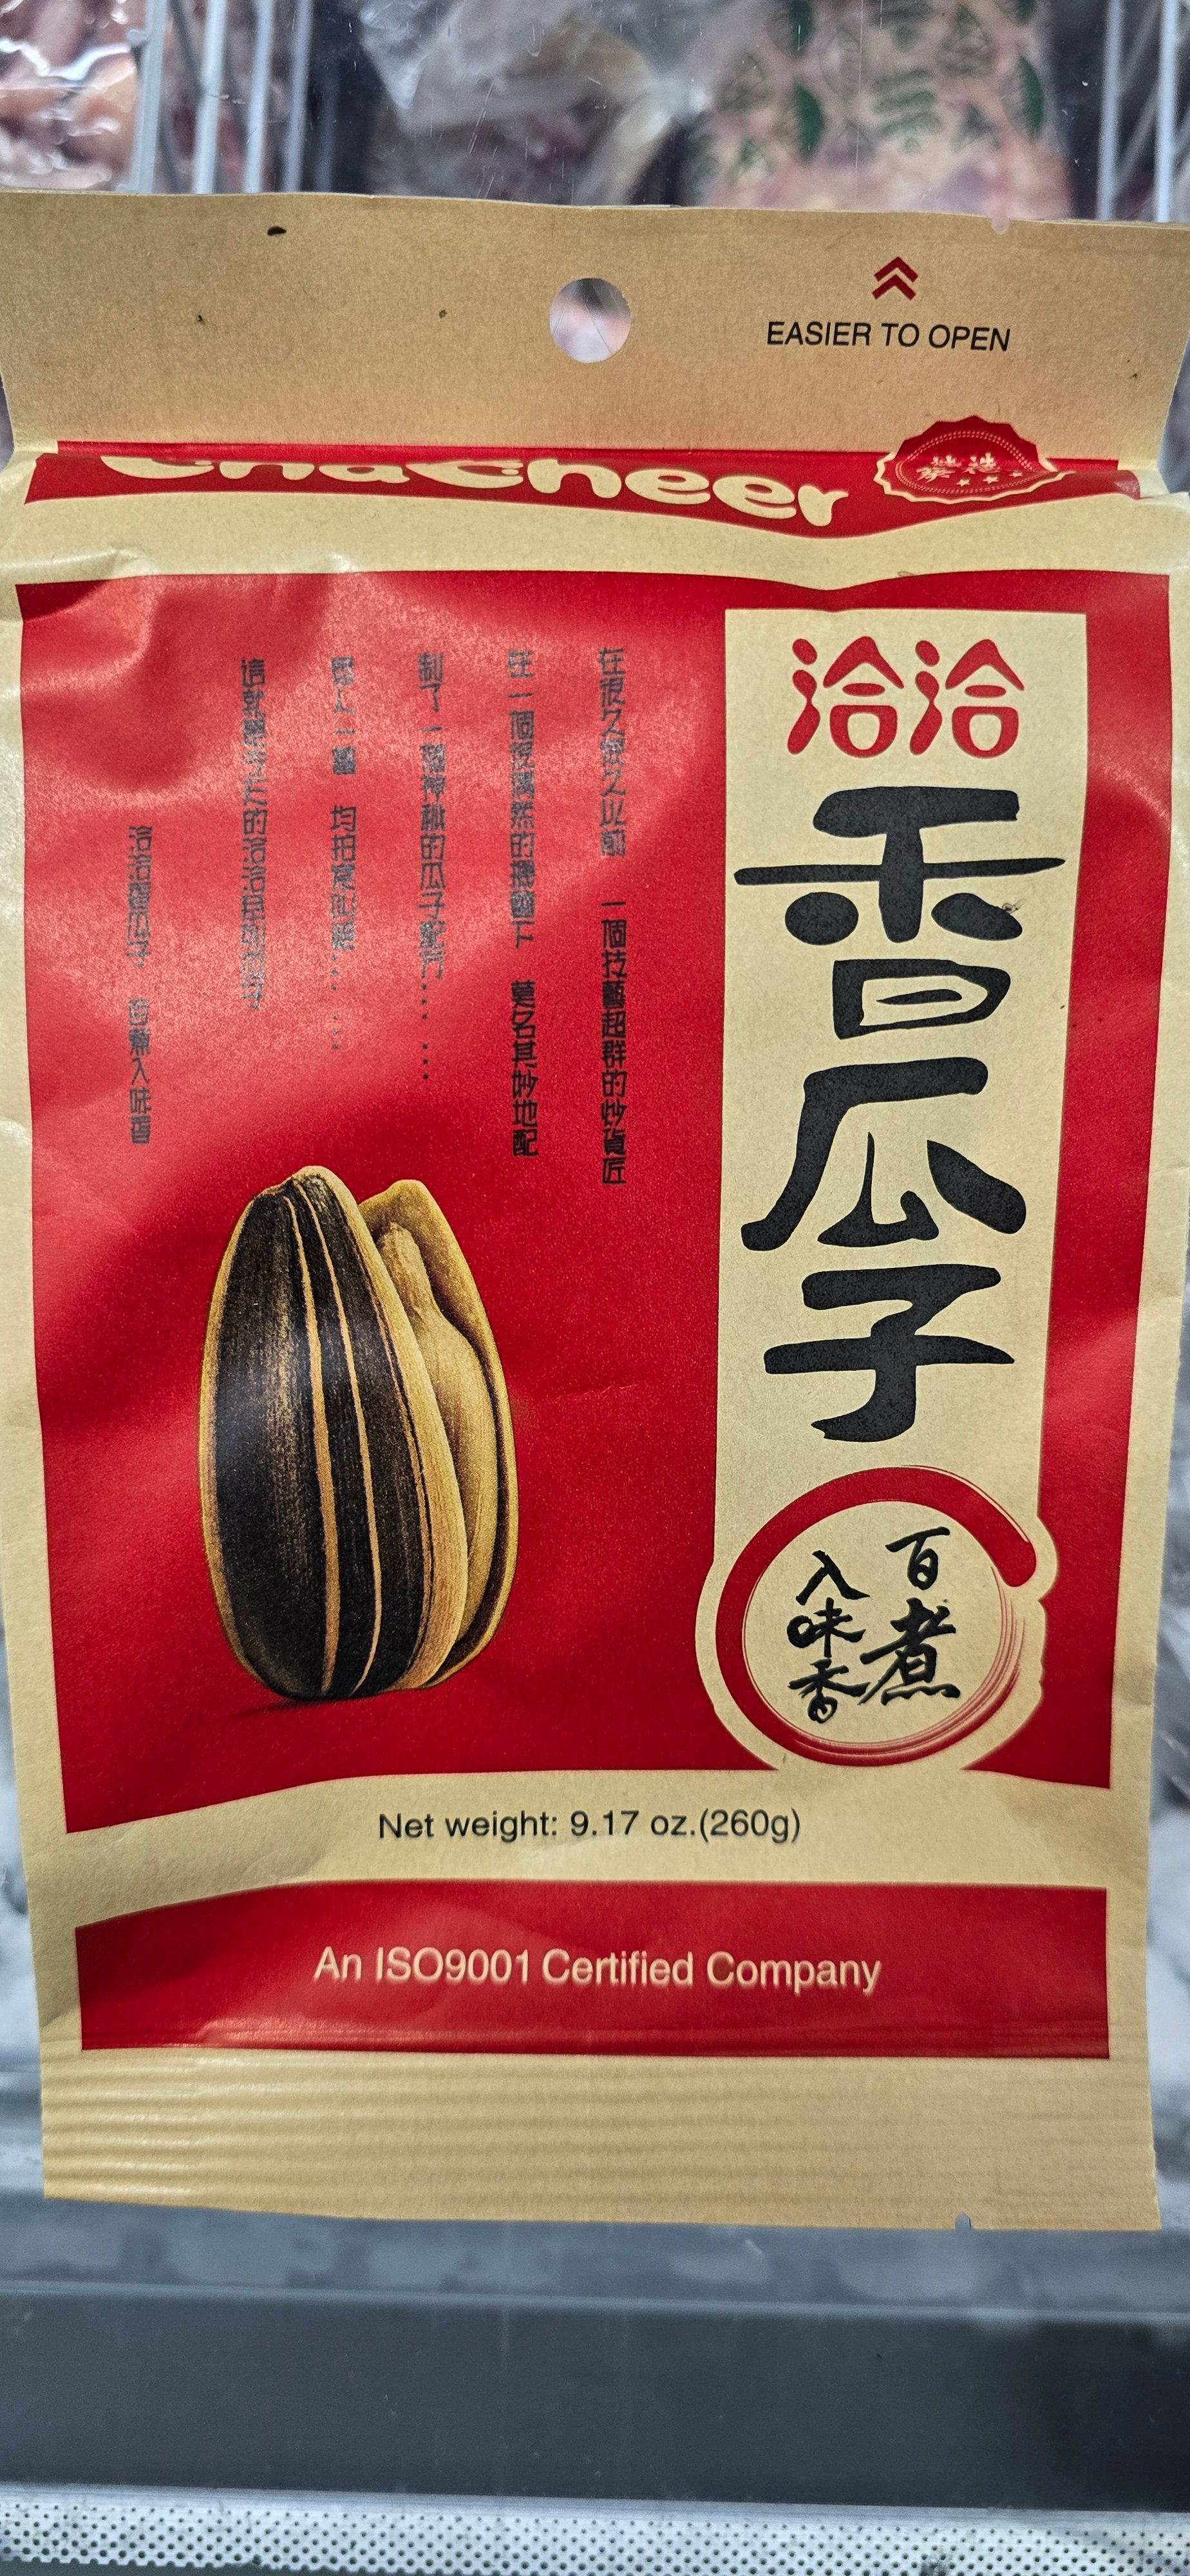 EASIER TO OPEN
ChaCheer
洽洽
香瓜子
百煮
入味香
在很久很久以前 一個技藝超群的炒貨匠
在一個很偶然的機會下 莫名其妙地配
制了一個神秘的瓜子配方......
眾人一嚐 均拍案叫絕......
這就是今天的洽洽香瓜子
洽洽香瓜子 百煮入味香
Net weight: 9.17 oz.(260g)
An ISO9001 Certified Company